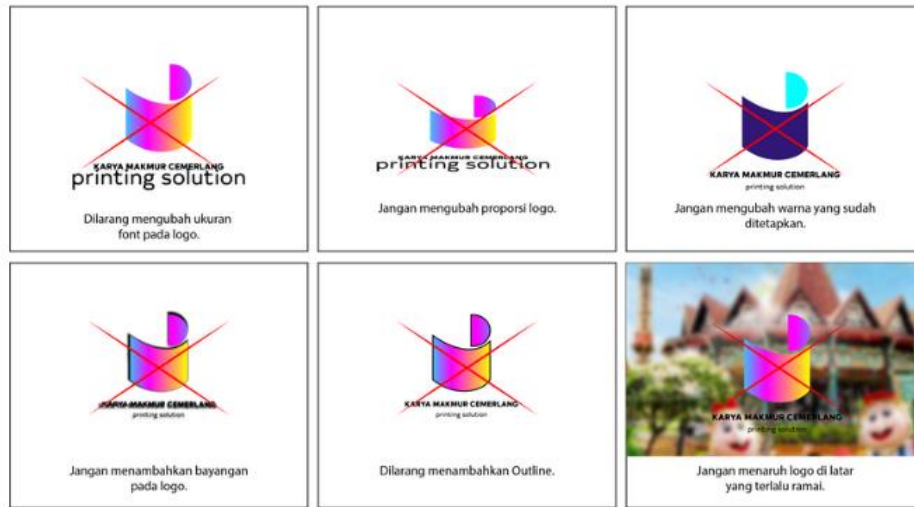 KARYA MAKMUR CEMERLANG
printing solution
Dilarang mengubah ukuran
font pada logo.
KARYA MAKMUR CEMERLANG
printing solution
Jangan mengubah proporsi logo.
KARYA MAKMUR CEMERLANG
printing solution
Jangan mengubah warna yang sudah
ditetapkan.
KARYA MAKMUR CEMERLANG
printing solution
Jangan menambahkan bayangan
pada logo.
KARYA MAKMUR CEMERLANG
printing solution
Dilarang menambahkan Outline.
KARYA MAKMUR CEMERLANG
printing solution
Jangan menaruh logo di latar
yang terlalu ramai.